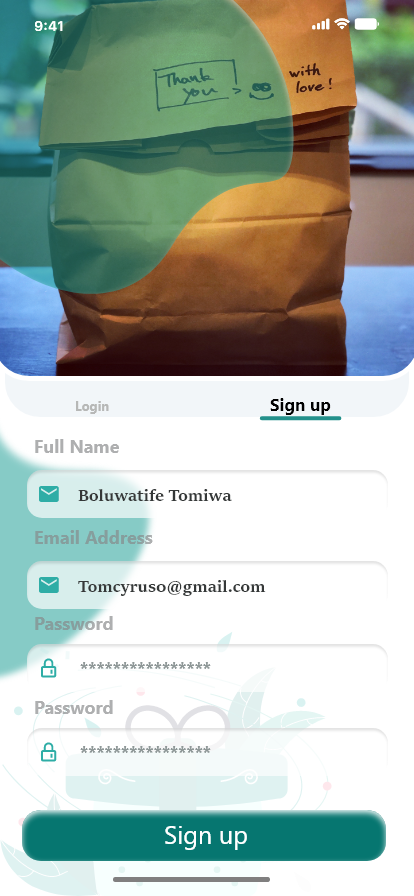 9:41
Thank
you
with
love!
Login
Sign up
Full Name
Boluwatife Tomiwa
Email Address
Tomcyruso@gmail.com
Password
****************
Password
****************
Sign up